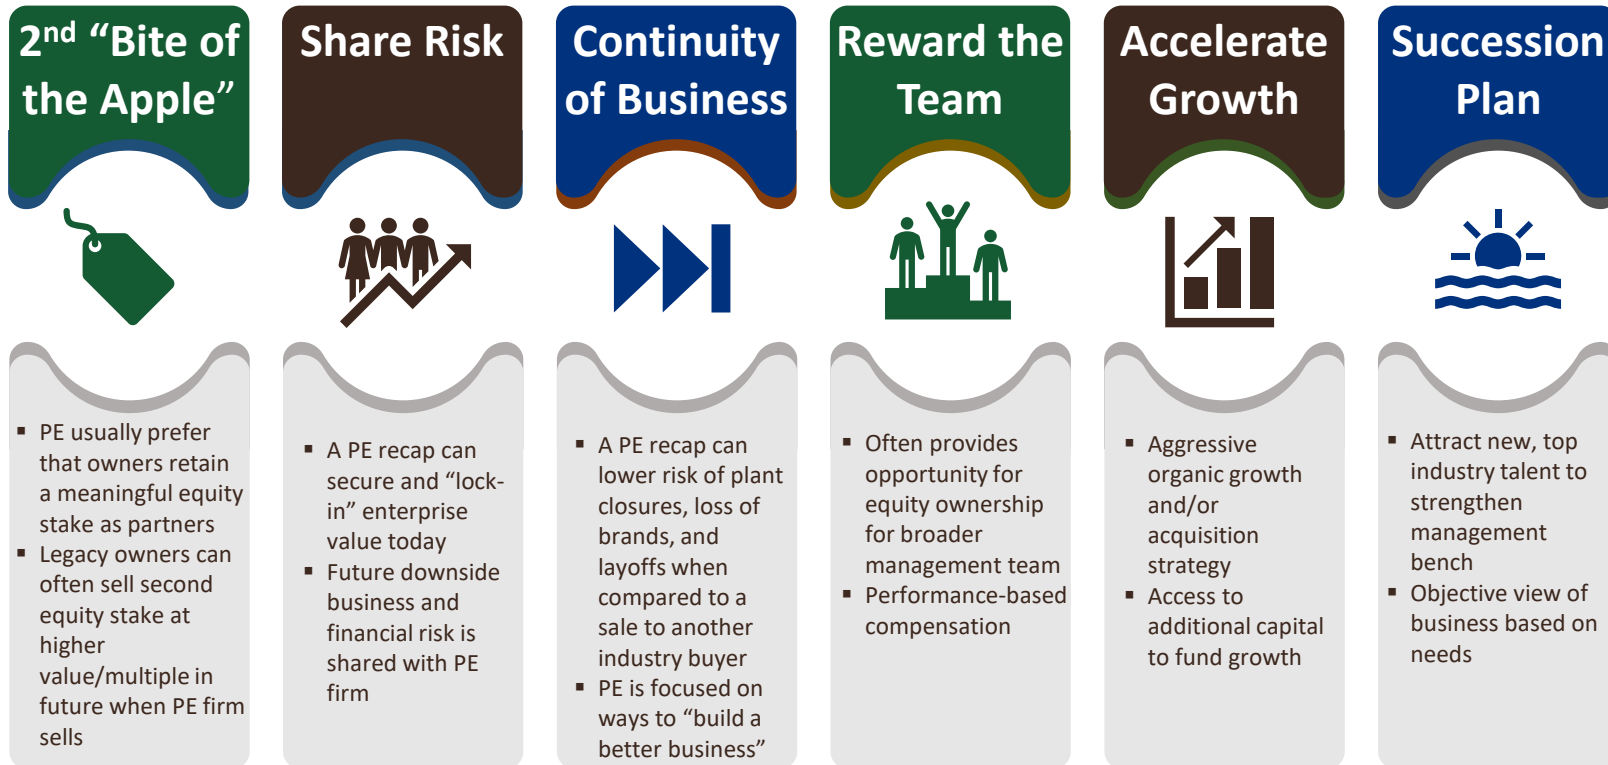 2nd “Bite of
the Apple”
▪ PE usually prefer
that owners retain
a meaningful equity
stake as partners
▪ Legacy owners can
often sell second
equity stake at
higher
value/multiple in
future when PE firm
sells
Share Risk
▪ A PE recap can
secure and “lock-
in” enterprise
value today
▪ Future downside
business and
financial risk is
shared with PE
firm
Continuity
of Business
▪ A PE recap can
lower risk of plant
closures, loss of
brands, and
layoffs when
compared to a
sale to another
industry buyer
▪ PE is focused on
ways to “build a
better business”
Reward the
Team
▪ Often provides
opportunity for
equity ownership
for broader
management team
▪ Performance-based
compensation
Accelerate
Growth
▪ Aggressive
organic growth
and/or
acquisition
strategy
▪ Access to
additional capital
to fund growth
Succession
Plan
▪ Attract new, top
industry talent to
strengthen
management
bench
▪ Objective view of
business based on
needs